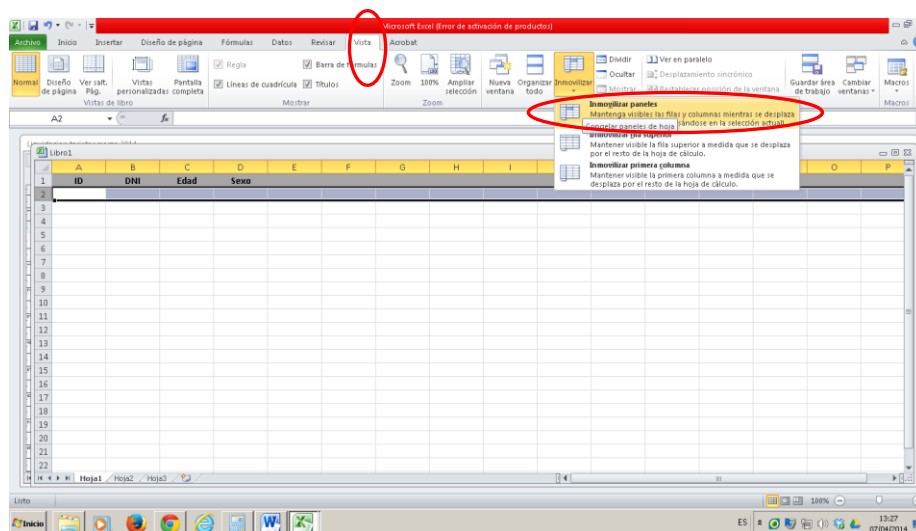 Microsoft Excel (Error de activación de productos)
Archivo Inicio Insertar Diseño de página Fórmulas Datos Revisar Vista Acrobat
Normal Diseño de página Ver salt. Pág. Vistas personalizadas Pantalla completa
Vistas de libro
Regla Barra de fórmulas
Líneas de cuadrícula Títulos
Mostrar
Zoom 100% Ampliar selección
Zoom
Nueva ventana Organizar todo Inmovilizar
Dividir Ver en paralelo
Ocultar Desplazamiento sincrónico
Mostrar Restablecer posición de la ventana
Guardar área de trabajo Cambiar ventanas Macros
Macros
Inmovilizar paneles
Mantenga visibles las filas y columnas mientras se desplaza
Congelar paneles de hoja
sándose en la selección actual).
Inmovilizar fila superior
Mantener visible la fila superior a medida que se desplaza
por el resto de la hoja de cálculo.
Inmovilizar primera columna
Mantener visible la primera columna a medida que se
desplaza por el resto de la hoja de cálculo.
A2 fx
Libro1
A B C D E F G H I O P
1 ID DNI Edad Sexo
2
3
4
5
6
7
8
9
10
11
12
13
14
15
16
17
18
19
20
21
22
Hoja1 Hoja2 Hoja3
Listo 100%
Inicio ES 13:27
07/04/2014